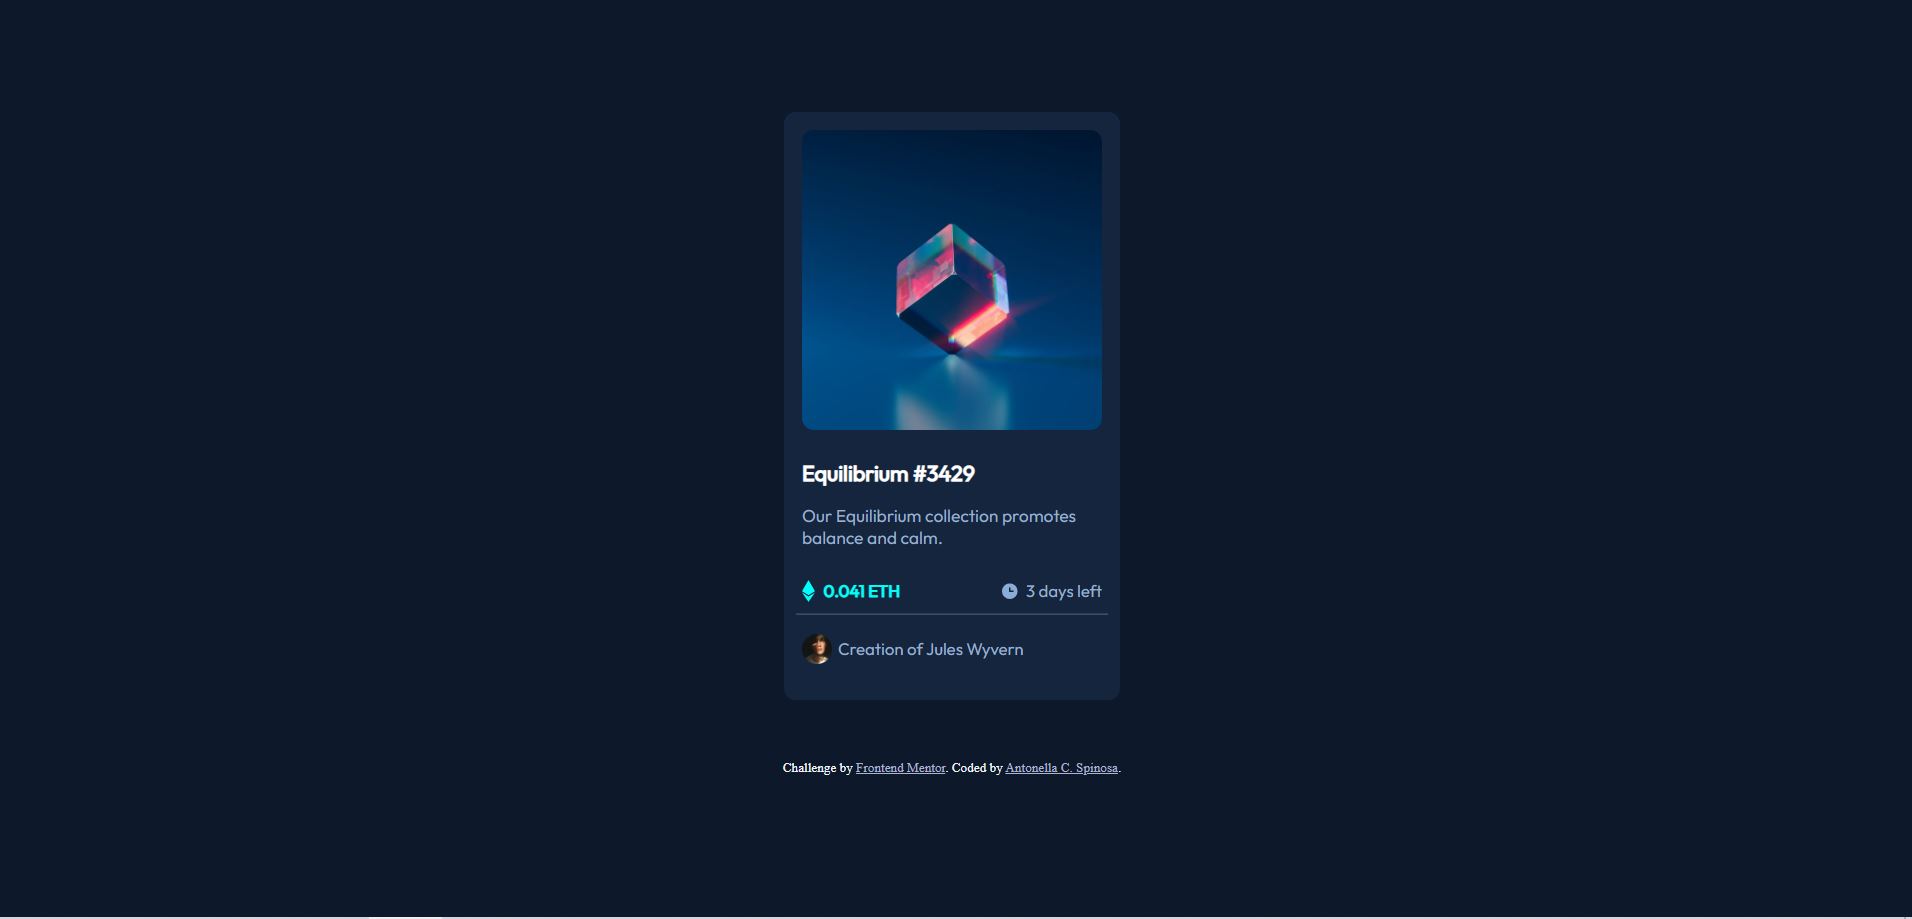 Equilibrium #3429
Our Equilibrium collection promotes
balance and calm.
0.041 ETH
3 days left
Creation of Jules Wyvern
Challenge by Frontend Mentor. Coded by Antonella C. Spinosa.